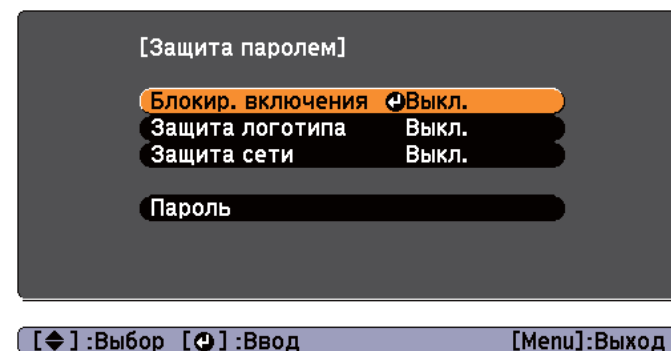 [Защита паролем]
Блокир. включения Выкл.
Защита логотипа Выкл.
Защита сети Выкл.
Пароль
[ ] :Выбор [ ] :Ввод [Menu]:Выход